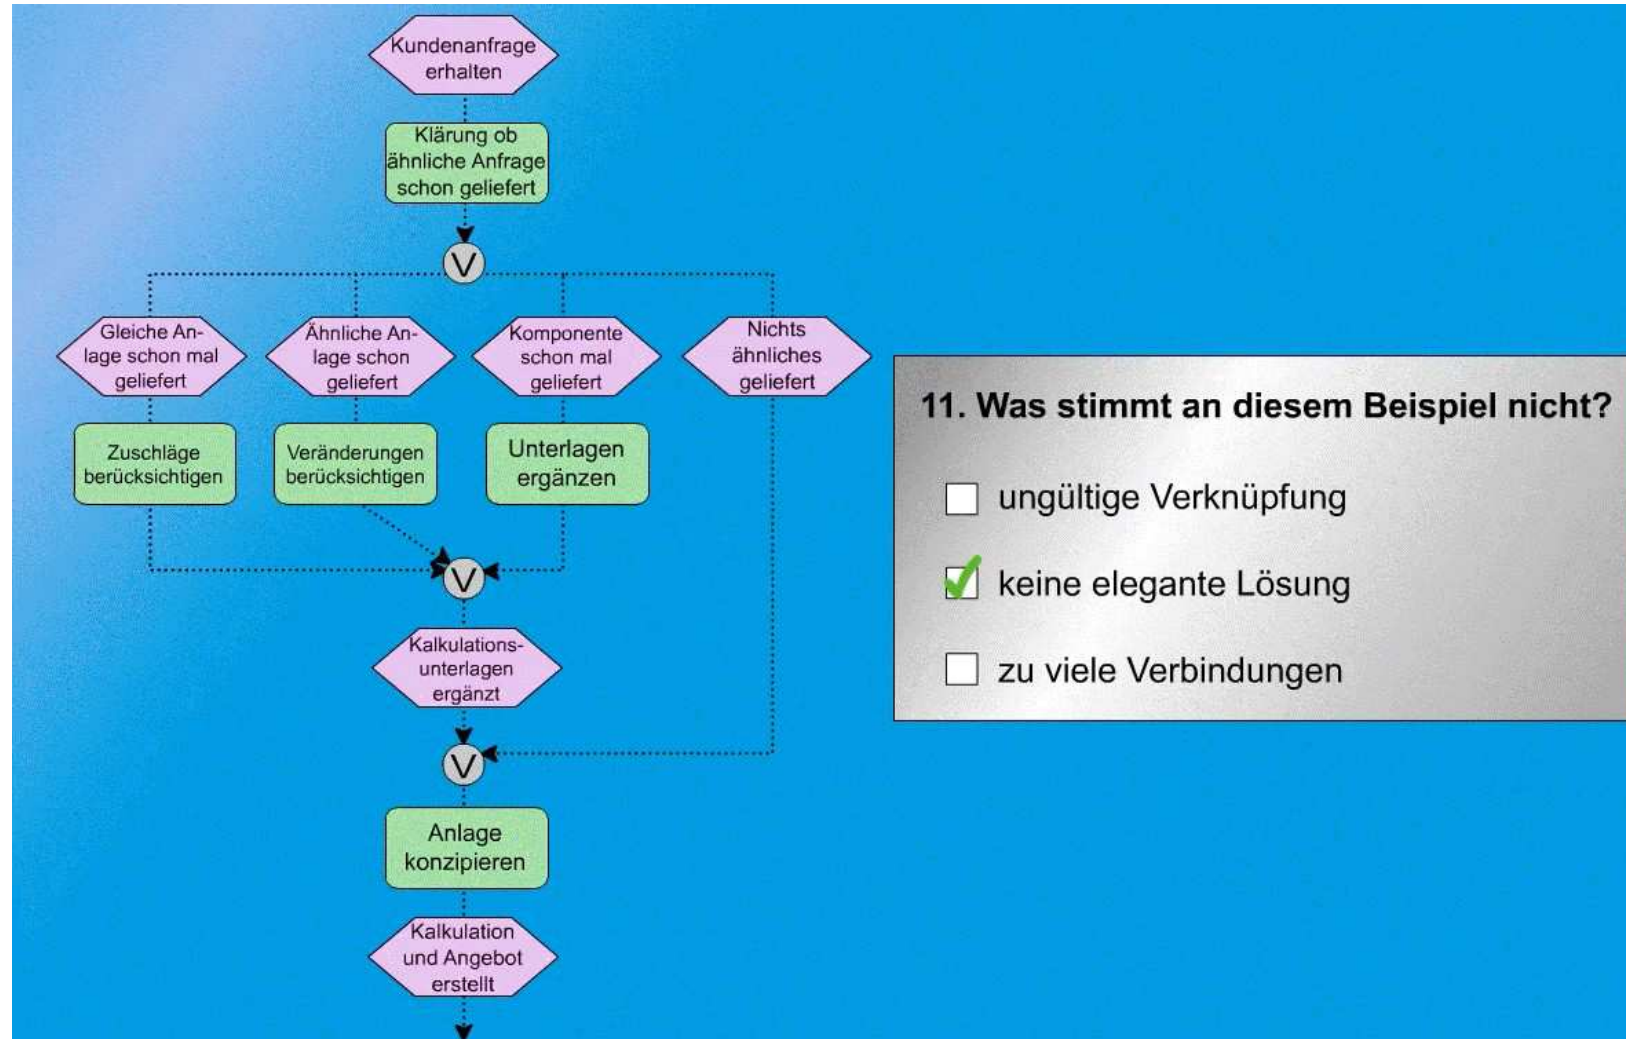 Kundenanfrage
erhalten
Klärung ob
ähnliche Anfrage
schon geliefert
V
Gleiche An-
lage schon mal
geliefert
Ähnliche An-
lage schon
geliefert
Komponente
schon mal
geliefert
Nichts
ähnliches
geliefert
Zuschläge
berücksichtigen
Veränderungen
berücksichtigen
Unterlagen
ergänzen
V
Kalkulations-
unterlagen
ergänzt
V
Anlage
konzipieren
Kalkulation
und Angebot
erstellt
11. Was stimmt an diesem Beispiel nicht?
ungültige Verknüpfung
keine elegante Lösung
zu viele Verbindungen